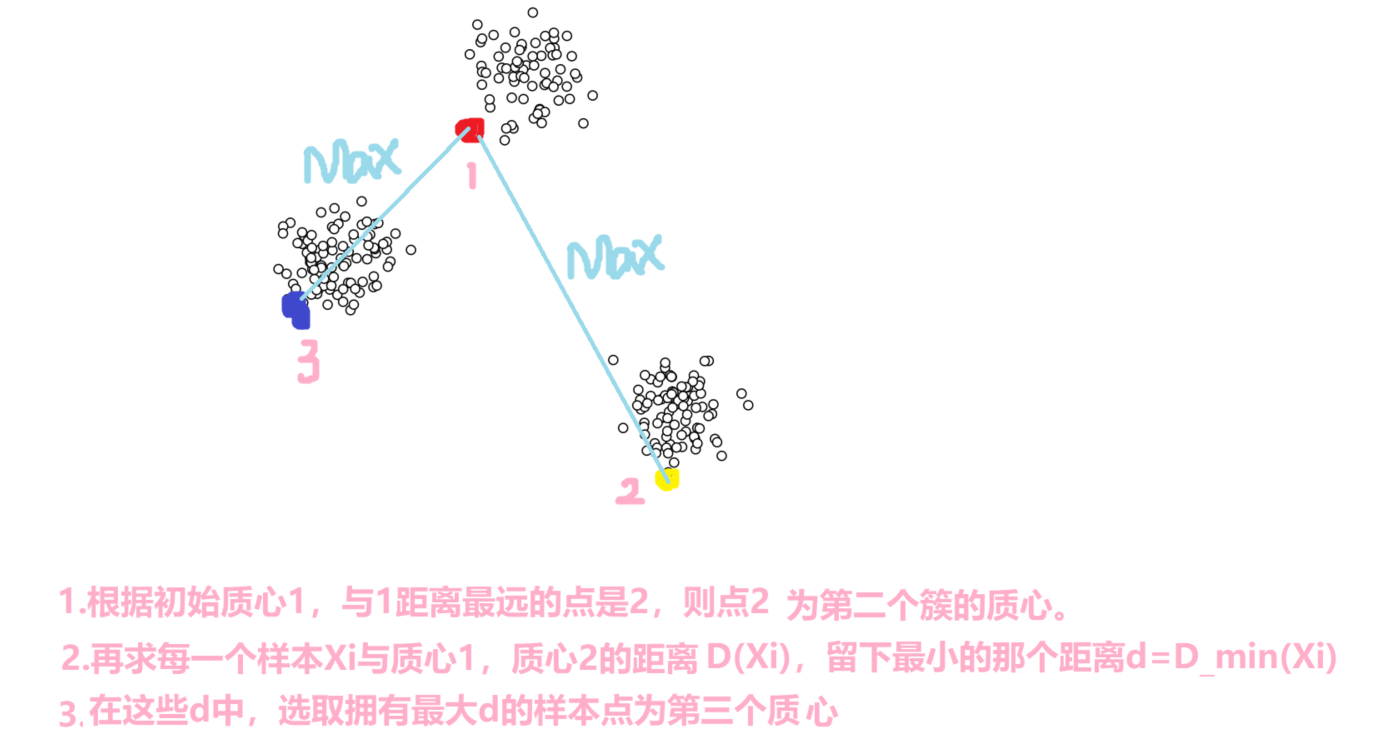 Max
1
Max
3
2
1.根据初始质心1，与1距离最远的点是2，则点2 为第二个簇的质心。
2.再求每一个样本Xi与质心1，质心2的距离 D(Xi)，留下最小的那个距离d=D_min(Xi)
3.在这些d中，选取拥有最大d的样本点为第三个质心